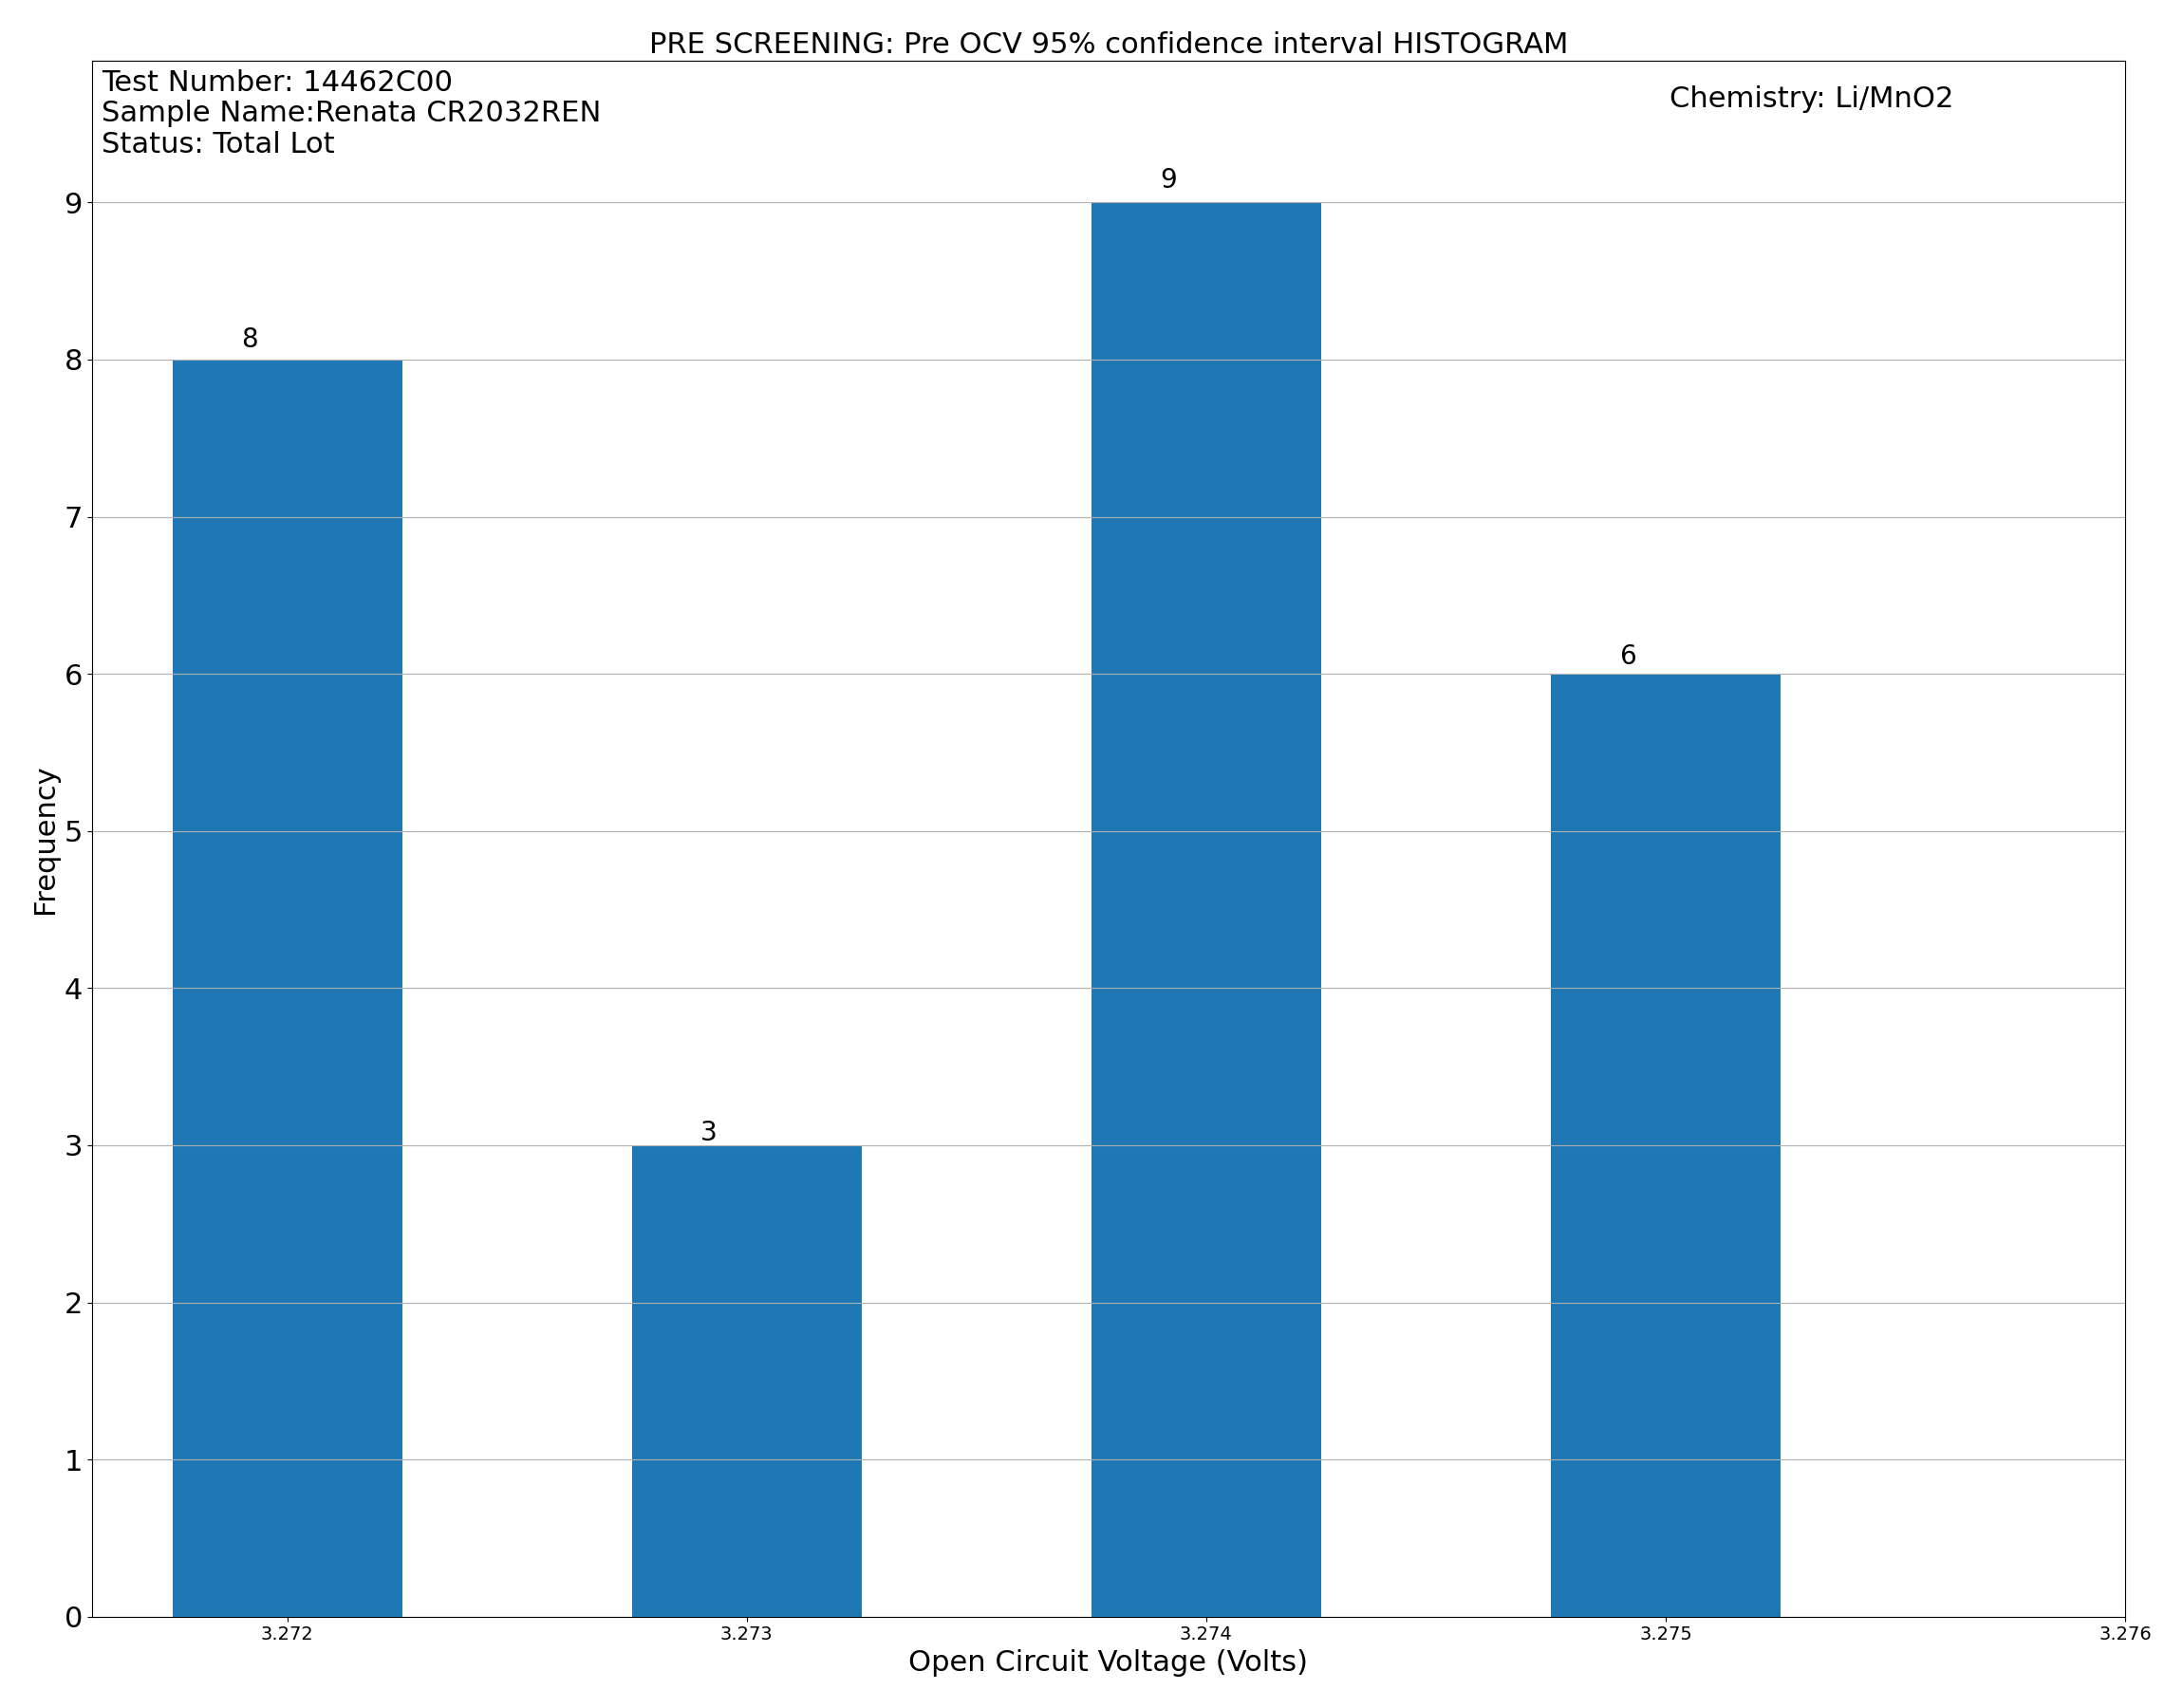 PRE SCREENING: Pre OCV 95% confidence interval HISTOGRAM
Test Number: 14462C00
Sample Name:Renata CR2032REN
Status: Total Lot
Chemistry: Li/MnO2
9
8
6
3
Frequency
9
8
7
6
5
4
3
2
1
0
3.272 3.273 3.274 3.275 3.276
Open Circuit Voltage (Volts)